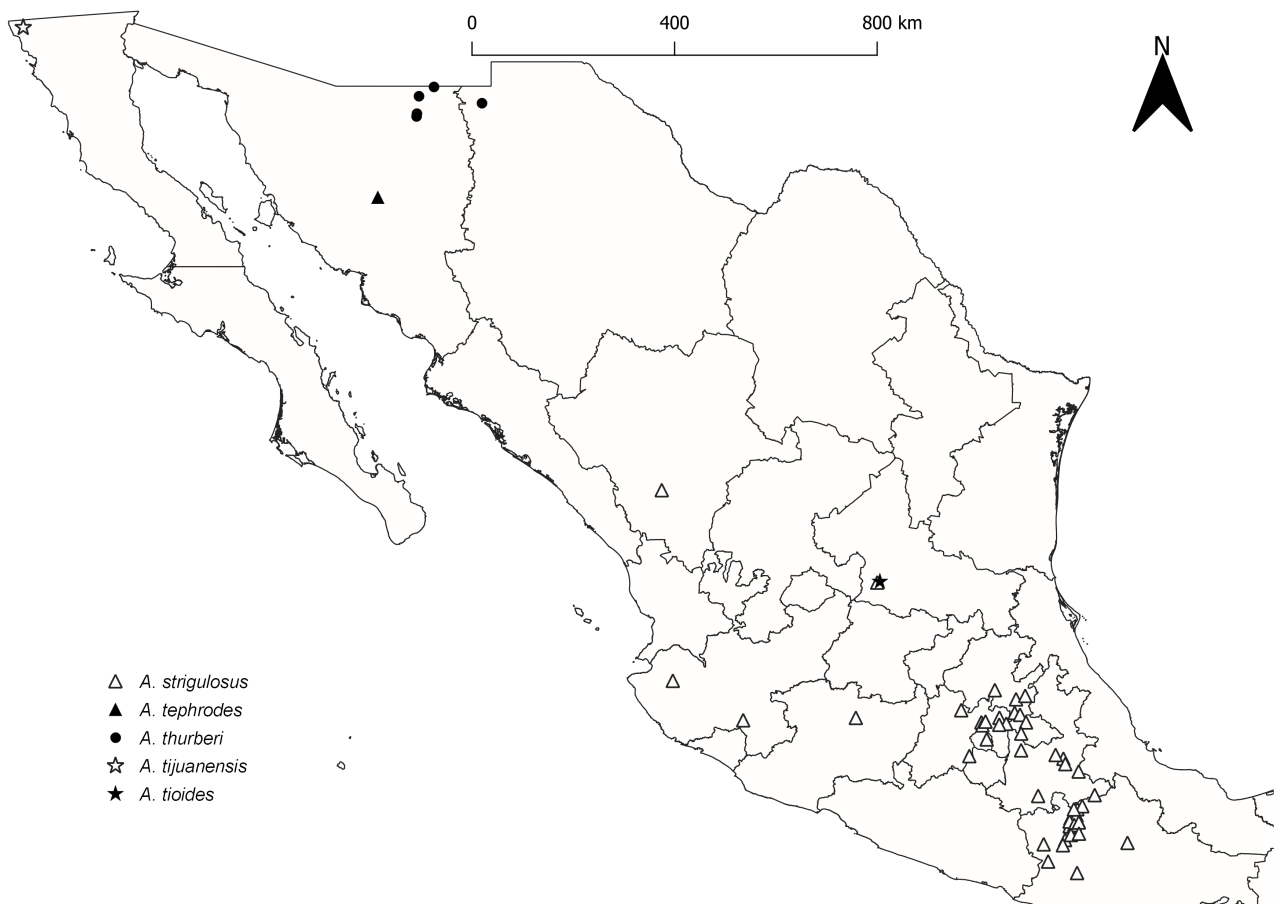 0 400 800 km
N
A. strigulosus
A. tephrodes
A. thurberi
A. tijuanensis
A. tioides